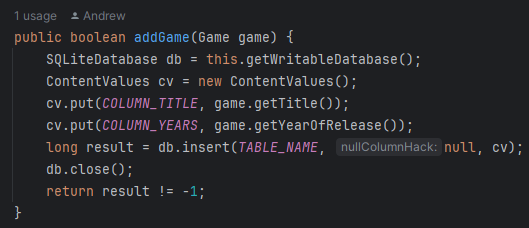 1 usage Andrew
public boolean addGame(Game game) {
SQLiteDatabase db = this.getWritableDatabase();
ContentValues cv = new ContentValues();
cv.put(COLUMN_TITLE, game.getTitle());
cv.put(COLUMN_YEARS, game.getYearOfRelease());
long result = db.insert(TABLE_NAME, nullColumnHack: null, cv);
db.close();
return result != -1;
}